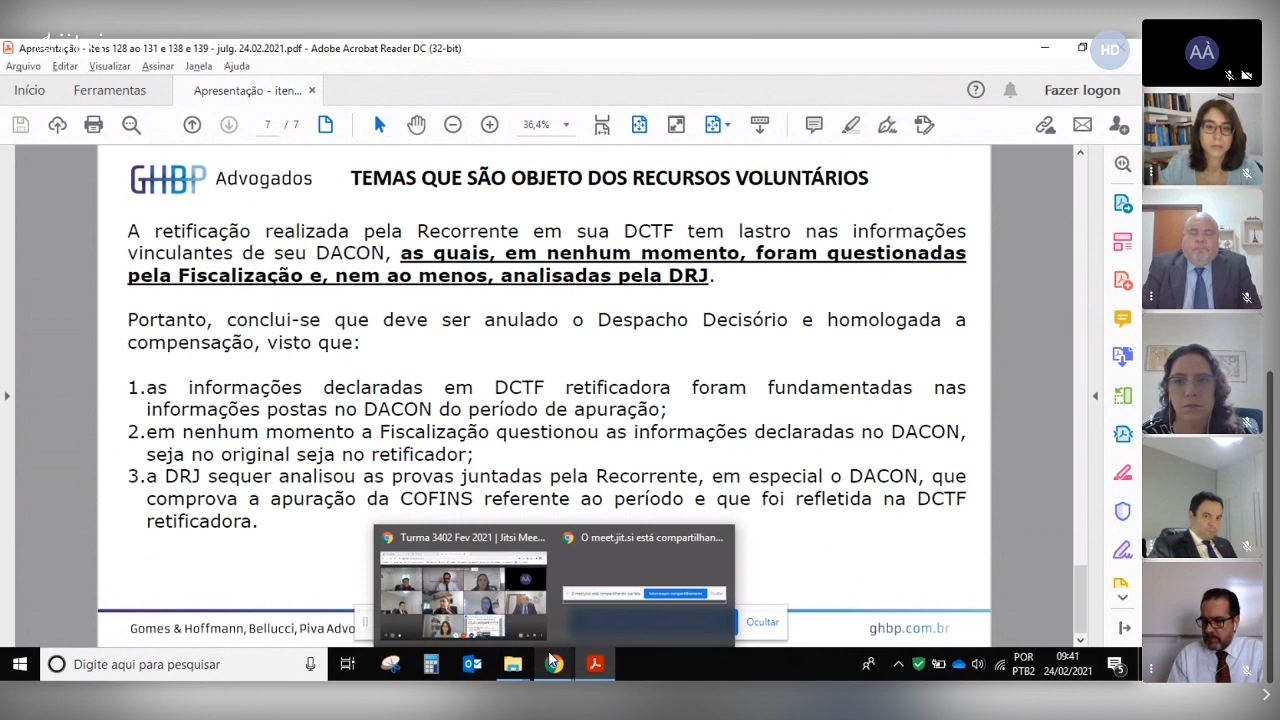 Apresentação - itens 128 ao 131 e 138 e 139 - julg. 24.02.2021.pdf - Adobe Acrobat Reader DC (32-bit)
HD
AÀ
Arquivo Editar Visualizar Assinar Janela Ajuda
Início Ferramentas Apresentação - iten... × Fazer logon
7 / 7 36,4%
GHBP Advogados TEMAS QUE SÃO OBJETO DOS RECURSOS VOLUNTÁRIOS
A retificação realizada pela Recorrente em sua DCTF tem lastro nas informações
vinculantes de seu DACON, as quais, em nenhum momento, foram questionadas
pela Fiscalização e, nem ao menos, analisadas pela DRJ.
Portanto, conclui-se que deve ser anulado o Despacho Decisório e homologada a
compensação, visto que:
1.as informações declaradas em DCTF retificadora foram fundamentadas nas
informações postas no DACON do período de apuração;
2.em nenhum momento a Fiscalização questionou as informações declaradas no DACON,
seja no original seja no retificador;
3.a DRJ sequer analisou as provas juntadas pela Recorrente, em especial o DACON, que
comprova a apuração da COFINS referente ao período e que foi refletida na DCTF
retificadora.
Turma 3402 Fev 2021 | Jitsi Mee... O meet.jit.si está compartilhan...
AÀ
Gomes & Hoffmann, Bellucci, Piva Advo Ocultar ghbp.com.br
Digite aqui para pesquisar
POR 09:41
PTB2 24/02/2021 5